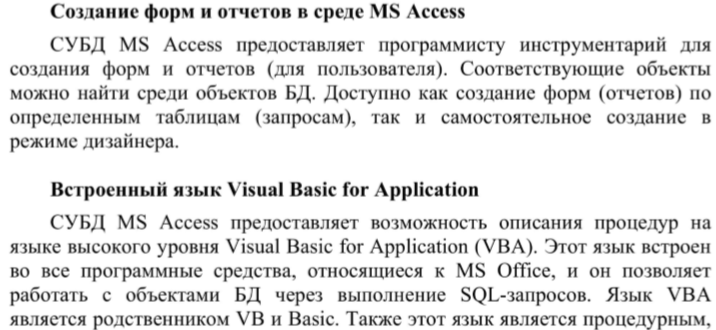 Создание форм и отчетов в среде MS Access
СУБД MS Access предоставляет программисту инструментарий для
создания форм и отчетов (для пользователя). Соответствующие объекты
можно найти среди объектов БД. Доступно как создание форм (отчетов) по
определенным таблицам (запросам), так и самостоятельное создание в
режиме дизайнера.
Встроенный язык Visual Basic for Application
СУБД MS Access предоставляет возможность описания процедур на
языке высокого уровня Visual Basic for Application (VBA). Этот язык встроен
во все программные средства, относящиеся к MS Office, и он позволяет
работать с объектами БД через выполнение SQL-запросов. Язык VBA
является родственником VB и Basic. Также этот язык является процедурным,